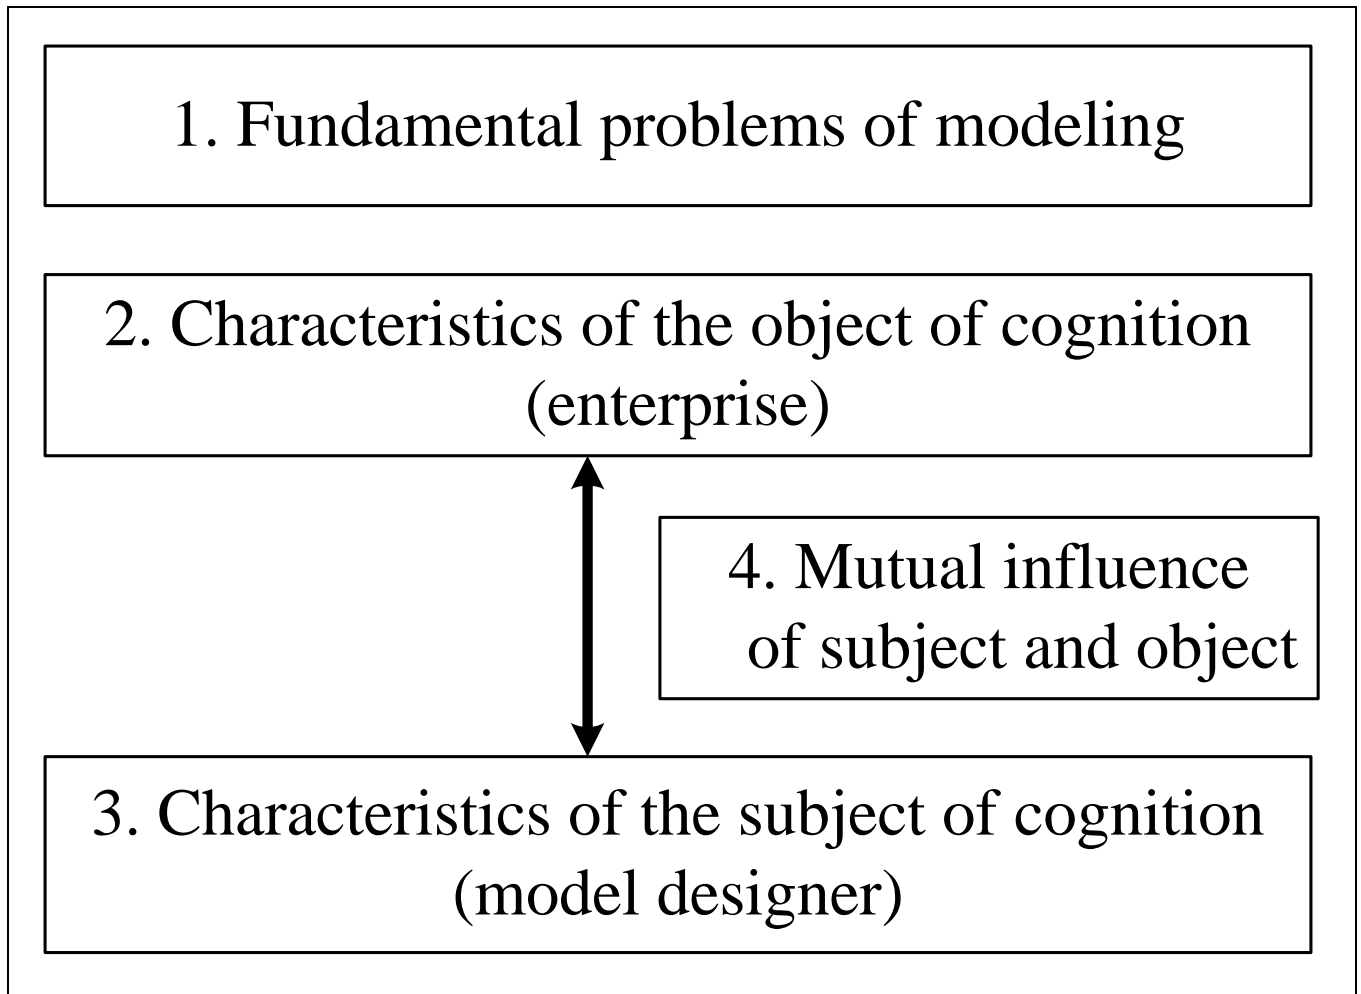 1. Fundamental problems of modeling
2. Characteristics of the object of cognition
(enterprise)
4. Mutual influence
of subject and object
3. Characteristics of the subject of cognition
(model designer)